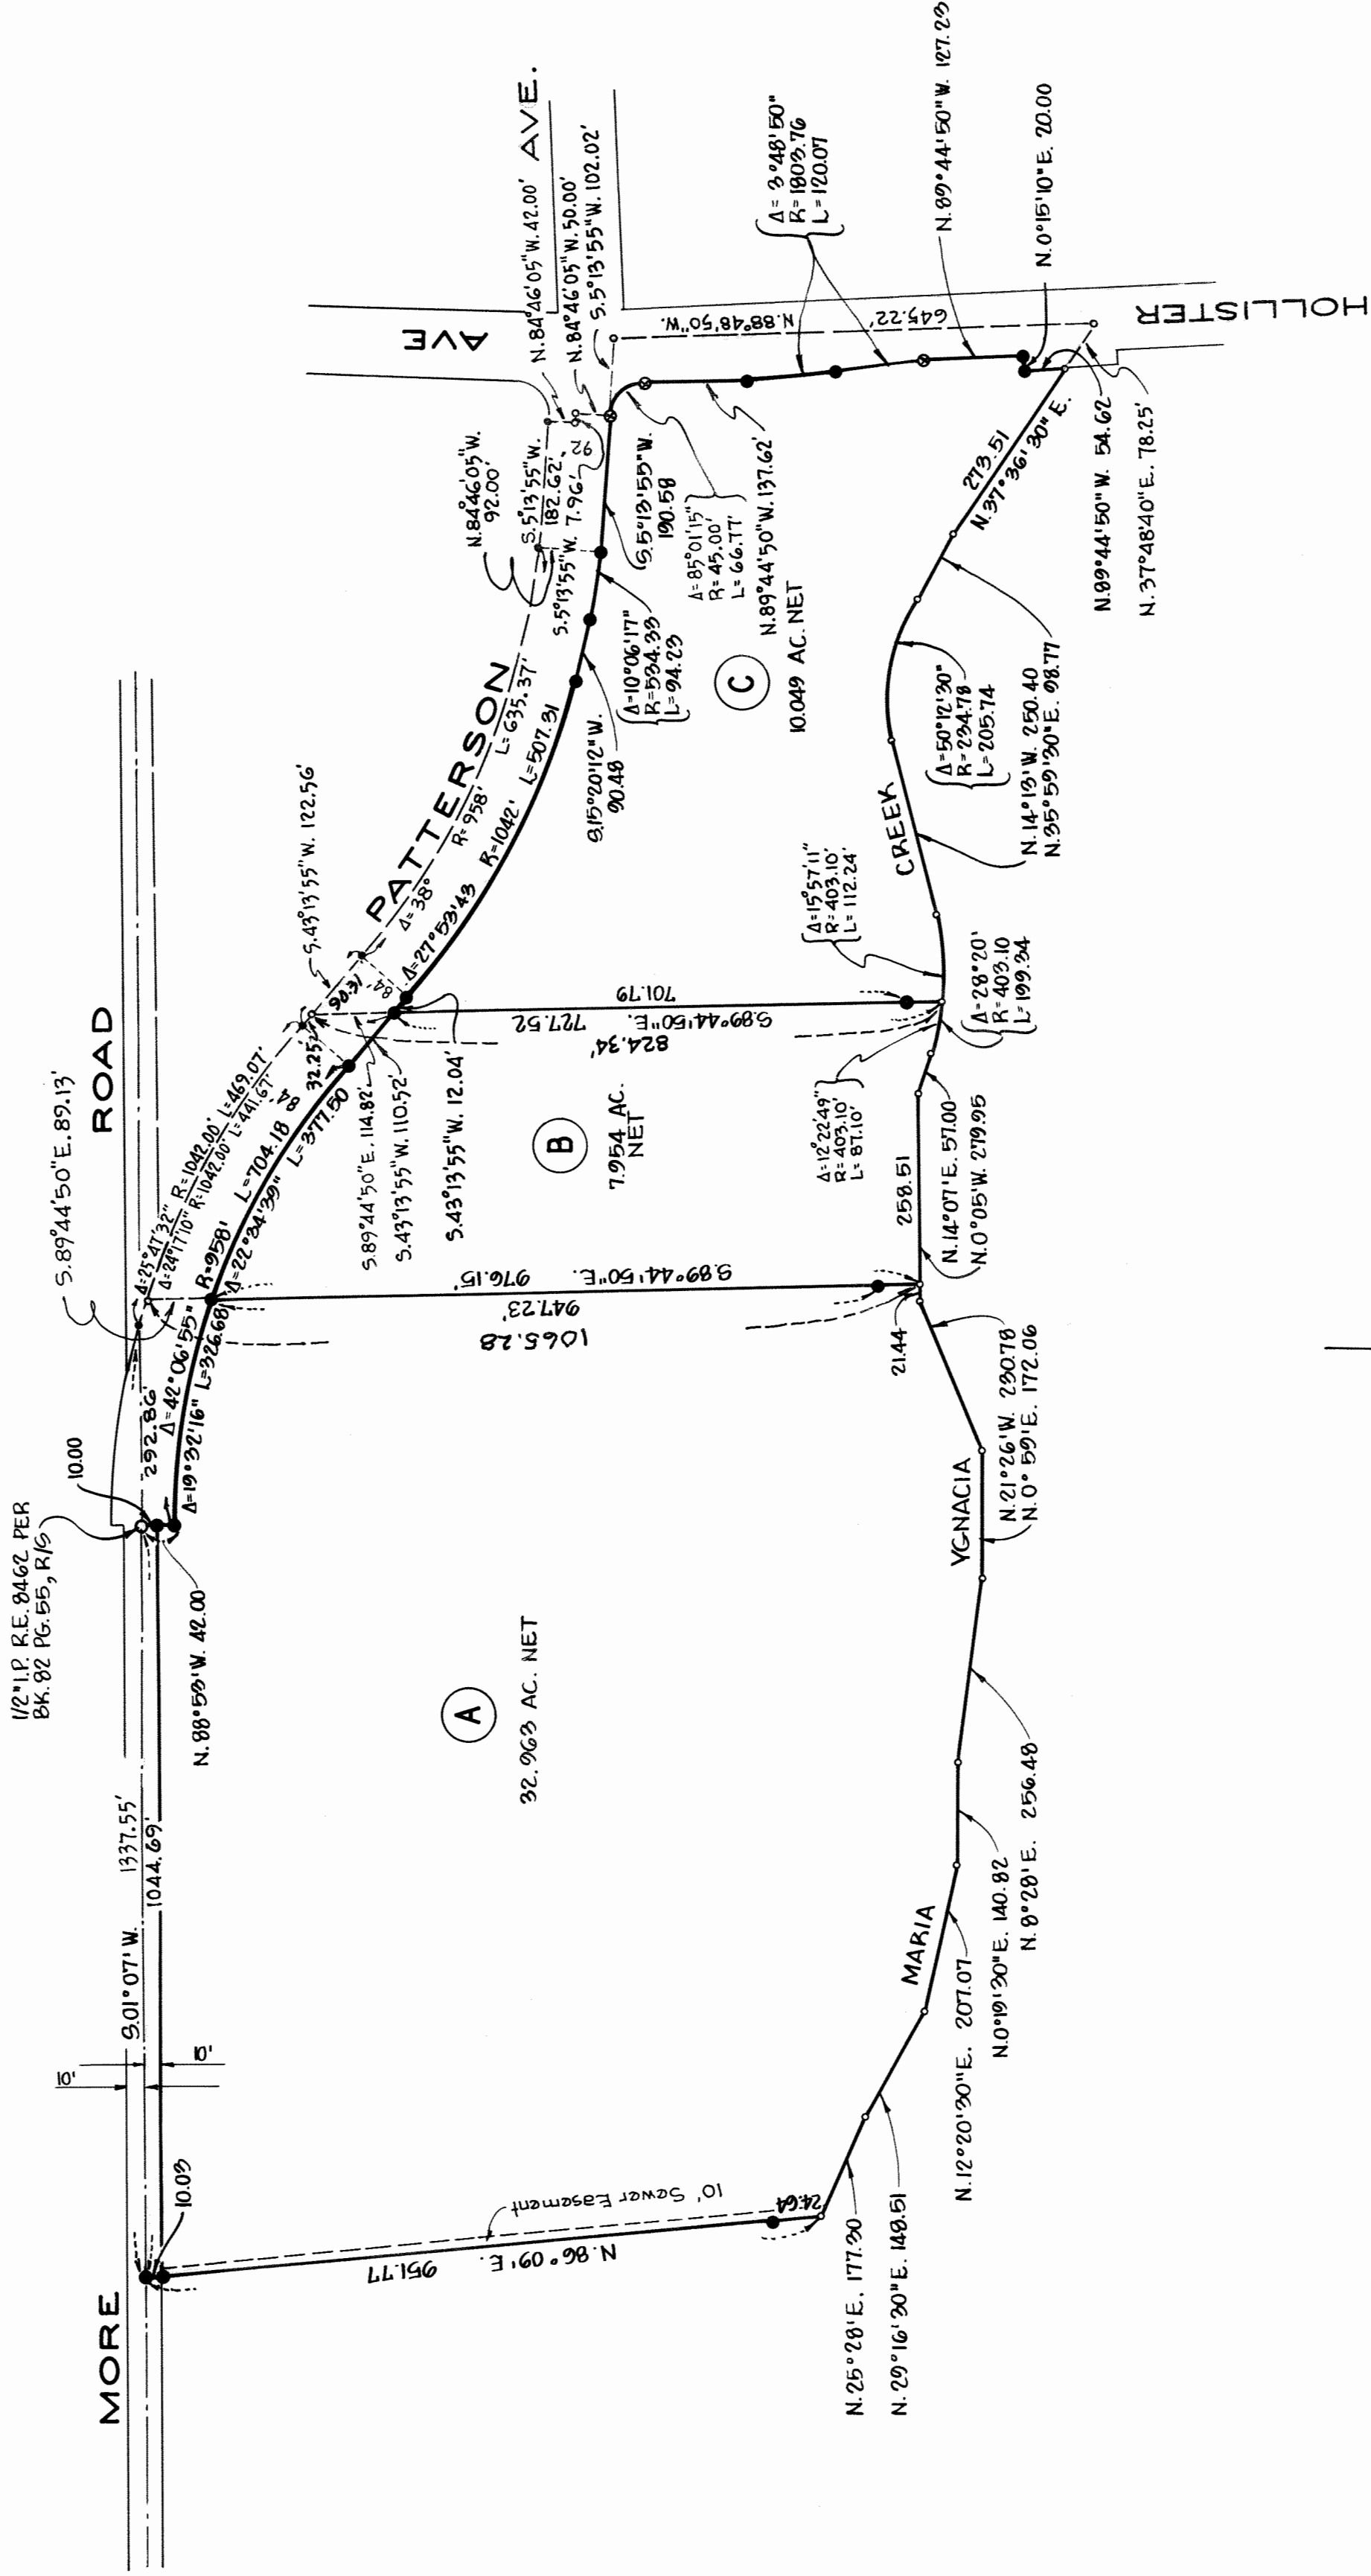 1/2" I.P. R.E. 8462 PER
BK. 82 PG. 55, R/S
MORE
ROAD
S.01°07'W.
1337.55'
1044.69'
10'
10'
10.03
10.00
292.86'
N.88°53'W. 42.00
S.89°44'50"E. 89.13'
Δ=25°47'32" R=1042.00' L=469.07'
Δ=24°17'10" R=1042.00' L=441.67'
84'
Δ=42°06'55" R=958' L=704.18
Δ=19°32'16" L=326.68'
Δ=22°34'39" L=377.50
32.25
90.31
84'
S.43°13'55"W. 122.56'
S.89°44'50"E. 114.82'
S.43°13'55"W. 110.52'
S.43°13'55"W. 12.04'
PATTERSON
AVE.
Δ=38° R=958' L=635.37'
Δ=27°53'43 R=1042' L=507.31
S.15°20'12"W.
90.48
Δ=10°06'17"
R=534.33
L=94.23
N.84°46'05"W.
92.00'
S.5°13'55"W.
182.62'
S.5°13'55"W. 7.96'
92
S.5°13'55"W.
190.58
N.84°46'05"W. 42.00'
N.84°46'05"W. 50.00'
S.5°13'55"W. 102.02'
Δ=85°01'15"
R=45.00'
L=66.77'
N.89°44'50"W. 137.62'
HOLLISTER
AVE
N.88°48'50"W.
645.22'
Δ=3°48'50"
R=1803.76
L=120.07
N.89°44'50"W. 127.23
N.0°15'10"E. 20.00
N.89°44'50"W. 54.62
N.37°48'40"E. 78.25'
273.51
N.37°36'30"E.
C
10.049 AC. NET
CREEK
Δ=50°12'30"
R=234.78
L=205.74
N.14°13'W. 250.40
N.35°59'30"E. 98.77
Δ=15°57'11"
R=403.10'
L=112.24'
Δ=28°20'
R=403.10
L=199.34
Δ=12°22'49"
R=403.10'
L=87.10'
701.79
S.89°44'50"E. 727.52
824.34'
B
7.954 AC.
NET
258.51
N.14°07'E. 57.00
N.0°05'W. 279.95
S.89°44'50"E. 976.15'
947.23'
1065.28
21.44
A
32.963 AC. NET
YGNACIA
N.21°26'W. 230.78
N.0°59'E. 172.06
N.8°28'E. 256.48
N.0°19'30"E. 140.82
MARIA
N.12°20'30"E. 207.07
N.29°16'30"E. 148.51
N.25°28'E. 177.30
10' Sewer Easement
24.64
N.86°09'E. 951.77